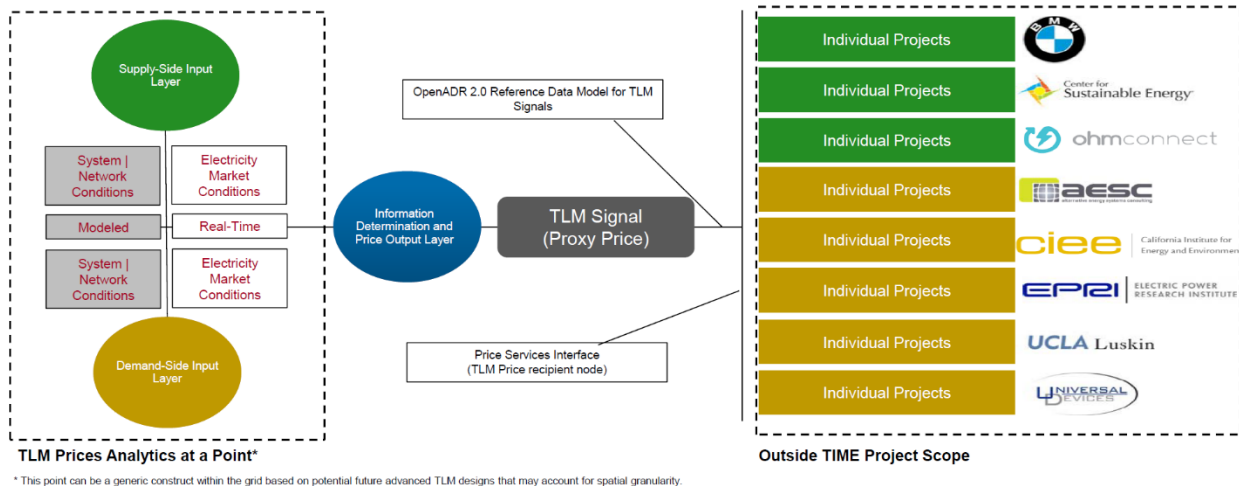 Supply-Side Input
Layer
System |
Network
Conditions
Electricity
Market
Conditions
Modeled
Real-Time
System |
Network
Conditions
Electricity
Market
Conditions
Demand-Side Input
Layer
TLM Prices Analytics at a Point*
Information
Determination and
Price Output Layer
OpenADR 2.0 Reference Data Model for TLM
Signals
TLM Signal
(Proxy Price)
Price Services Interface
(TLM Price recipient node)
Individual Projects
BMW
Individual Projects
Center for
Sustainable Energy
Individual Projects
ohmconnect
Individual Projects
aesc
alternative energy systems consulting
Individual Projects
ciee
California Institute for
Energy and Environment
Individual Projects
EPRI
ELECTRIC POWER
RESEARCH INSTITUTE
Individual Projects
UCLA Luskin
Individual Projects
UNIVERSAL
DEVICES
Outside TIME Project Scope
* This point can be a generic construct within the grid based on potential future advanced TLM designs that may account for spatial granularity.